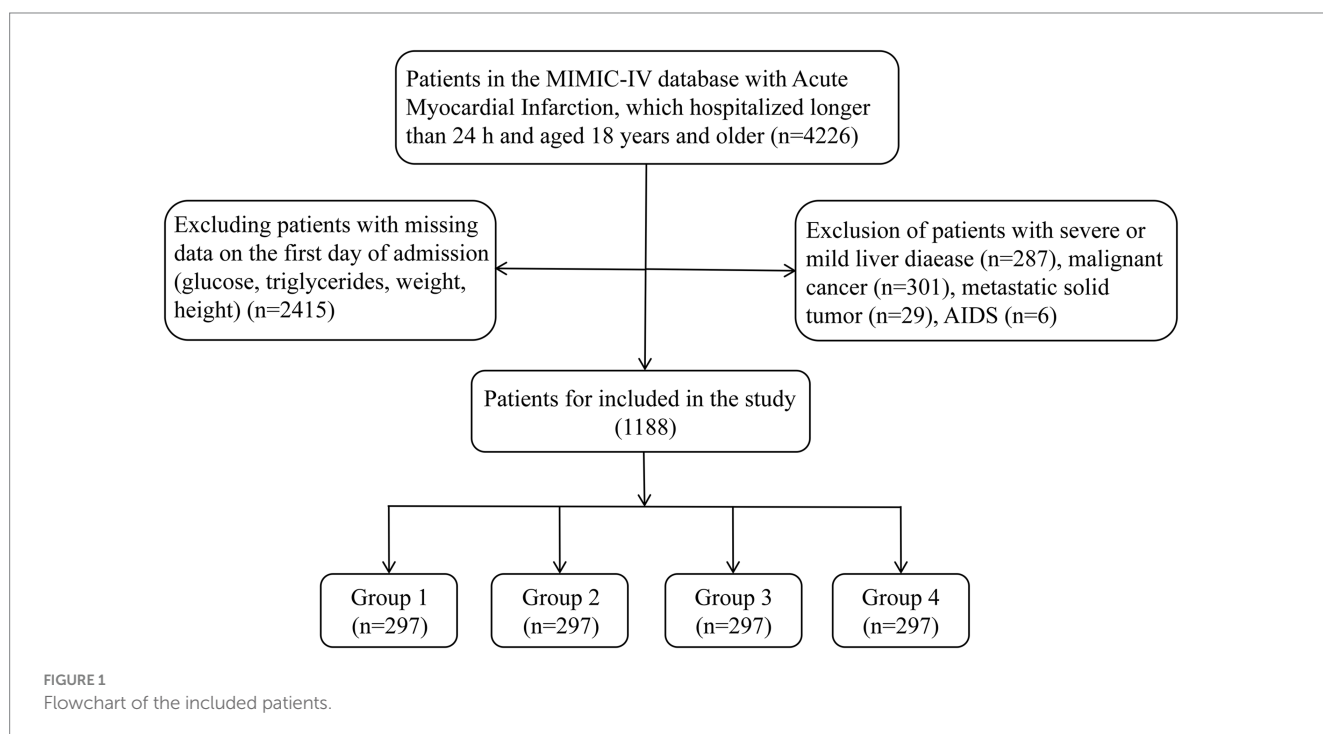 Patients in the MIMIC-IV database with Acute
Myocardial Infarction, which hospitalized longer
than 24 h and aged 18 years and older (n=4226)
Excluding patients with missing
data on the first day of admission
(glucose, triglycerides, weight,
height) (n=2415)
Exclusion of patients with severe or
mild liver diaease (n=287), malignant
cancer (n=301), metastatic solid
tumor (n=29), AIDS (n=6)
Patients for included in the study
(1188)
Group 1
(n=297)
Group 2
(n=297)
Group 3
(n=297)
Group 4
(n=297)
FIGURE 1
Flowchart of the included patients.